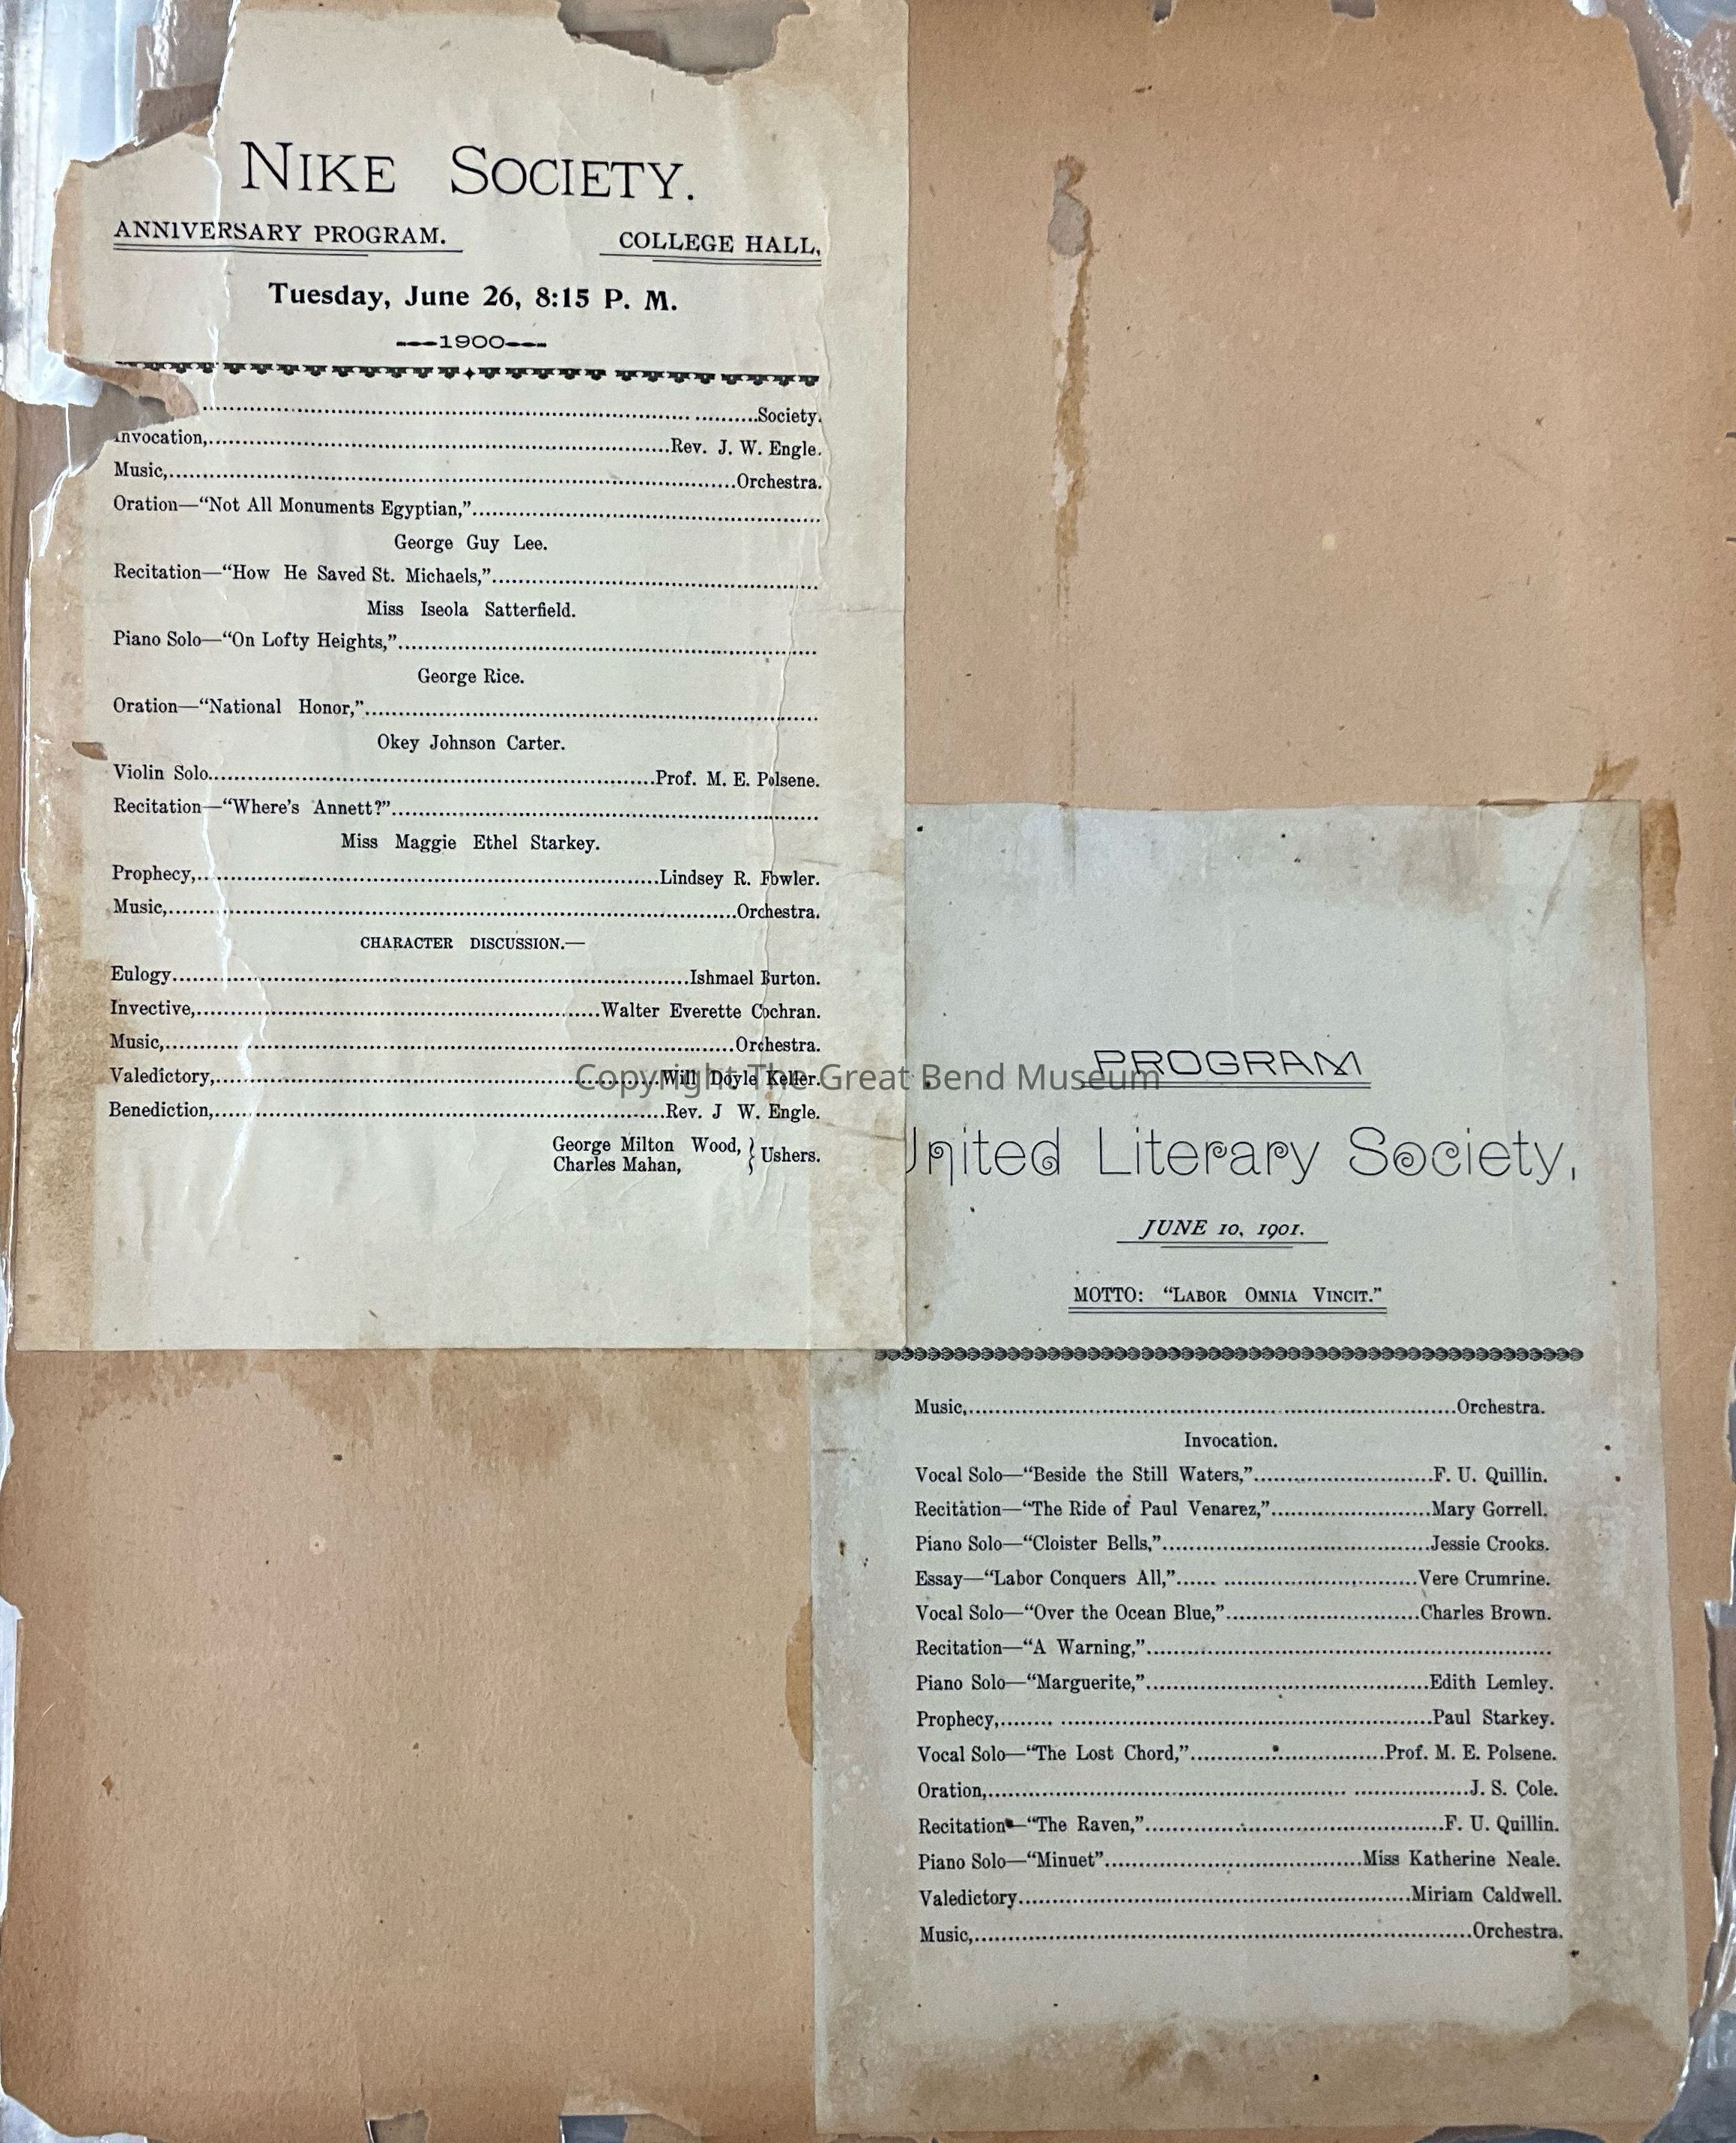 NIKE SOCIETY.
ANNIVERSARY PROGRAM. COLLEGE HALL,
Tuesday, June 26, 8:15 P. M.
1900
..........Society.
Invocation,..........Rev. J. W. Engle.
Music,..........Orchestra.
Oration—“Not All Monuments Egyptian,”..........
George Guy Lee.
Recitation—“How He Saved St. Michaels,”..........
Miss Iseola Satterfield.
Piano Solo—“On Lofty Heights,”..........
George Rice.
Oration—“National Honor,”..........
Okey Johnson Carter.
Violin Solo..........Prof. M. E. Polsene.
Recitation—“Where's Annett?”..........
Miss Maggie Ethel Starkey.
Prophecy,..........Lindsey R. Fowler.
Music,..........Orchestra.
CHARACTER DISCUSSION.—
Eulogy..........Ishmael Burton.
Invective,..........Walter Everette Cochran.
Music,..........Orchestra.
Valedictory,..........Will Doyle Keller.
Benediction,..........Rev. J W. Engle.
George Milton Wood,
Charles Mahan, } Ushers.
Copyright The Great Bend Museum
PROGRAM
United Literary Society,
JUNE 10, 1901.
MOTTO: “LABOR OMNIA VINCIT.”
Music,..........Orchestra.
Invocation.
Vocal Solo—“Beside the Still Waters,”..........F. U. Quillin.
Recitation—“The Ride of Paul Venarez,”..........Mary Gorrell.
Piano Solo—“Cloister Bells,”..........Jessie Crooks.
Essay—“Labor Conquers All,”..........Vere Crumrine.
Vocal Solo—“Over the Ocean Blue,”..........Charles Brown.
Recitation—“A Warning,”..........
Piano Solo—“Marguerite,”..........Edith Lemley.
Prophecy,..........Paul Starkey.
Vocal Solo—“The Lost Chord,”..........Prof. M. E. Polsene.
Oration,..........J. S. Cole.
Recitation—“The Raven,”..........F. U. Quillin.
Piano Solo—“Minuet”..........Miss Katherine Neale.
Valedictory..........Miriam Caldwell.
Music,..........Orchestra.